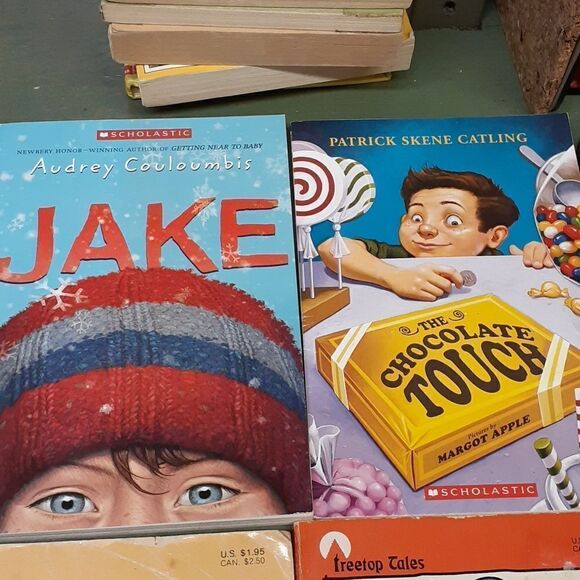 SCHOLASTIC
NEWBERY HONOR–WINNING AUTHOR OF GETTING NEAR TO BABY
Audrey Couloumbis
JAKE
PATRICK SKENE CATLING
THE
CHOCOLATE
TOUCH
Pictures by
MARGOT APPLE
SCHOLASTIC
U.S. $1.95
CAN. $2.50
Treetop Tales